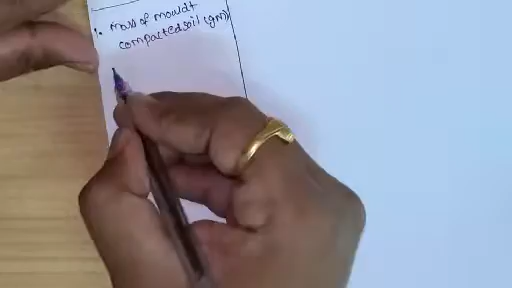 1. Mass of mould +
compacted soil (gm)